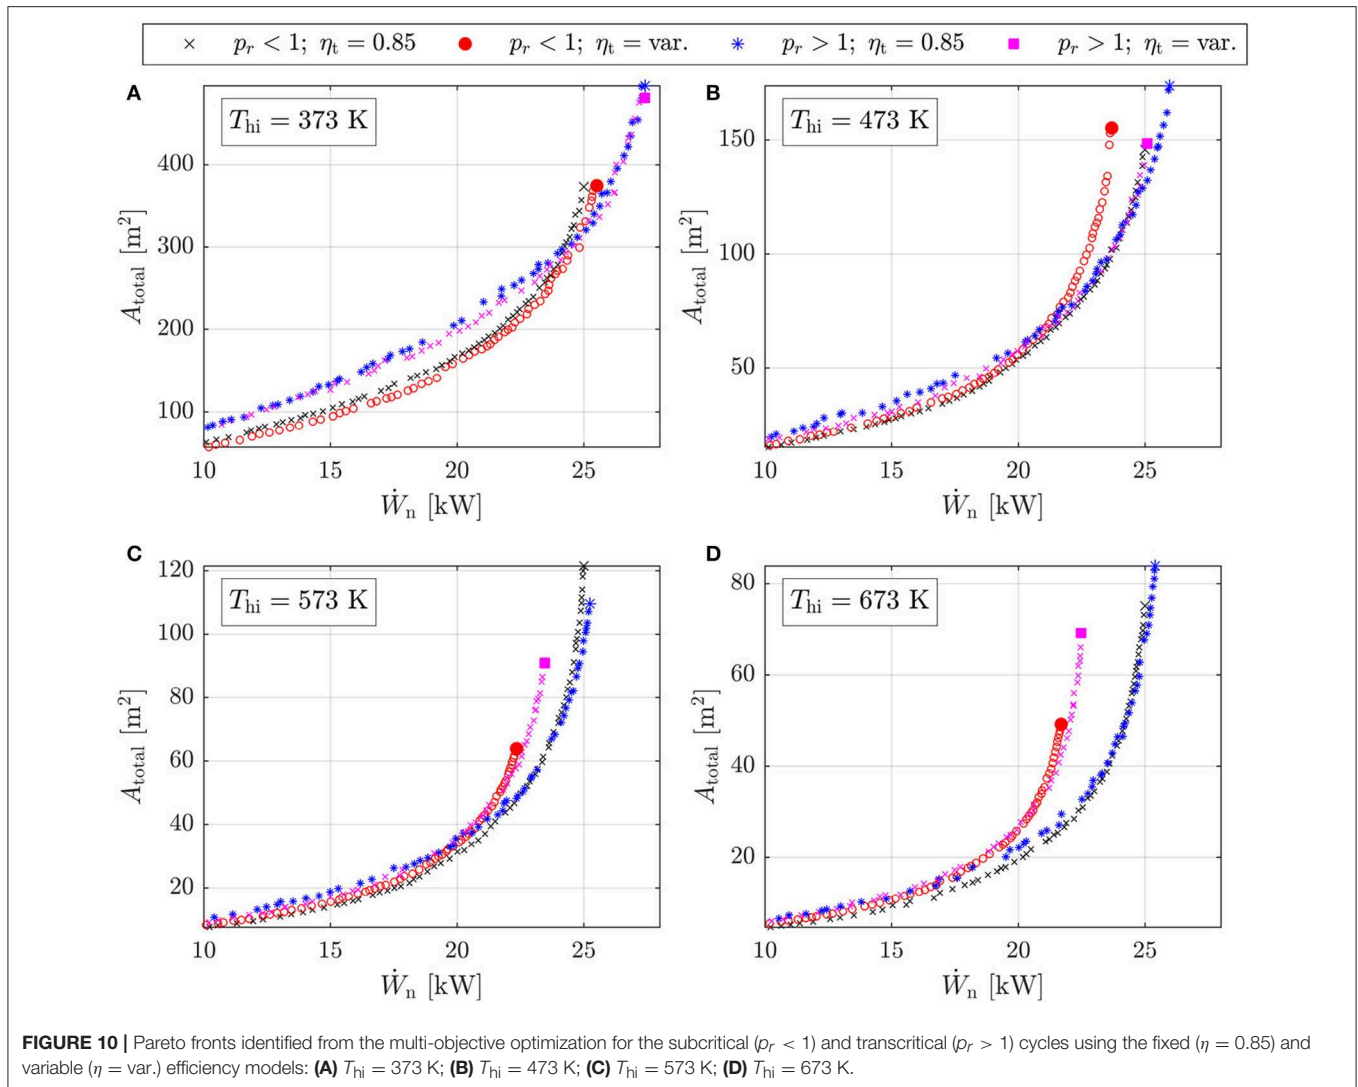 p_r < 1; η_t = 0.85 p_r < 1; η_t = var. p_r > 1; η_t = 0.85 p_r > 1; η_t = var.
A
T_hi = 373 K
400
300
200
100
A_total [m²]
10 15 20 25
Ẇ_n [kW]
B
T_hi = 473 K
150
100
50
A_total [m²]
10 15 20 25
Ẇ_n [kW]
C
T_hi = 573 K
120
100
80
60
40
20
A_total [m²]
10 15 20 25
Ẇ_n [kW]
D
T_hi = 673 K
80
60
40
20
A_total [m²]
10 15 20 25
Ẇ_n [kW]
FIGURE 10 | Pareto fronts identified from the multi-objective optimization for the subcritical (p_r < 1) and transcritical (p_r > 1) cycles using the fixed (η = 0.85) and
variable (η = var.) efficiency models: (A) T_hi = 373 K; (B) T_hi = 473 K; (C) T_hi = 573 K; (D) T_hi = 673 K.